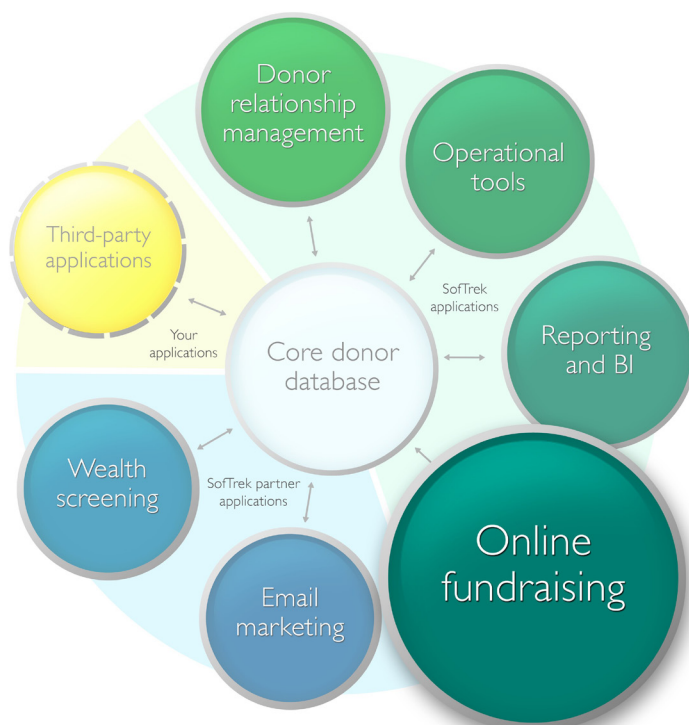 Donor
relationship
management
Operational
tools
Third-party
applications
SofTrek
applications
Your
applications
Core donor
database
Reporting
and BI
Wealth
screening
SofTrek partner
applications
Online
fundraising
Email
marketing